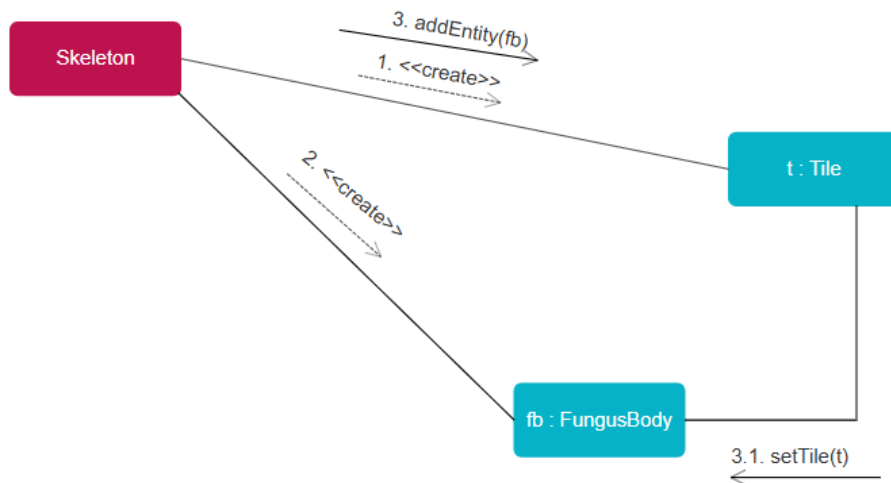 3. addEntity(fb)
Skeleton
1. <<create>>
2. <<create>>
t : Tile
fb : FungusBody
3.1. setTile(t)